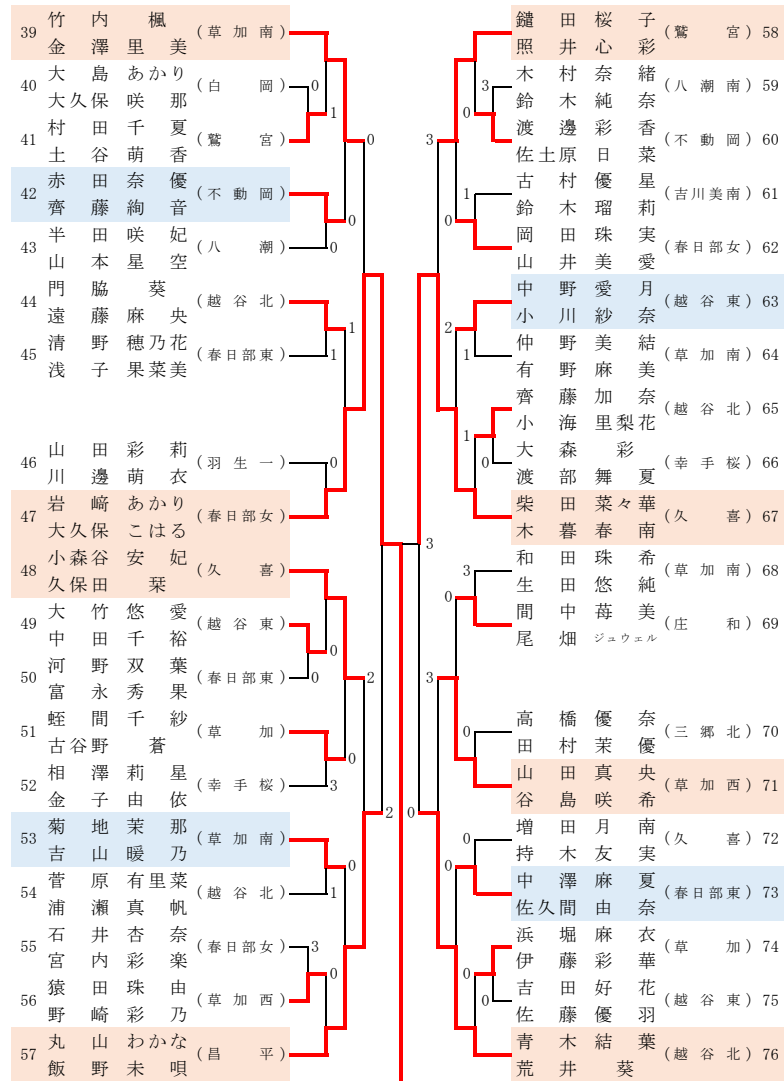 39 竹内 楓 (草加南)
金澤里美
40 大島あかり (白岡)
大久保咲那
41 村田千夏 (鷲宮)
土谷萌香
42 赤田奈優 (不動岡)
齊藤絢音
43 半田咲妃 (八潮)
山本星空
44 門脇 葵 (越谷北)
遠藤麻央
45 清野穂乃花 (春日部東)
浅子果菜美
46 山田彩莉 (羽生一)
川邊萌衣
47 岩﨑あかり (春日部女)
大久保こはる
48 小森谷安妃 (久喜)
久保田 栞
49 大竹悠愛 (越谷東)
中田千裕
50 河野双葉 (春日部東)
富永秀果
51 蛭間千紗 (草加)
古谷野 蒼
52 相澤莉星 (幸手桜)
金子由依
53 菊地茉那 (草加南)
吉山暖乃
54 菅原有里菜 (越谷北)
浦瀬真帆
55 石井杏奈 (春日部女)
宮内彩楽
56 猿田珠由 (草加西)
野崎彩乃
57 丸山わかな (昌平)
飯野未唄
0
1
0
0
0
1
1
0
0
0
2
0
3
0
1
3
0
2
3
3
0
3
0
1
2
1
0
3
0
3
0
0
0
0
0
0
鑓田桜子 (鷲宮) 58
照井心彩
木村奈緒 (八潮南) 59
鈴木純奈
渡邊彩香 (不動岡) 60
佐土原日菜
古村優星 (吉川美南) 61
鈴木瑠莉
岡田珠実 (春日部女) 62
山井美愛
中野愛月 (越谷東) 63
小川紗奈
仲野美結 (草加南) 64
有野麻美
齊藤加奈 (越谷北) 65
小海里梨花
大森 彩 (幸手桜) 66
渡部舞夏
柴田菜々華 (久喜) 67
木暮春南
和田珠希 (草加南) 68
生田悠純
間中苺美 (庄和) 69
尾畑ジュウェル
高橋優奈 (三郷北) 70
田村茉優
山田真央 (草加西) 71
谷島咲希
増田月南 (久喜) 72
持木友実
中澤麻夏 (春日部東) 73
佐久間由奈
浜堀麻衣 (草加) 74
伊藤彩華
吉田好花 (越谷東) 75
佐藤優羽
青木結葉 (越谷北) 76
荒井 葵